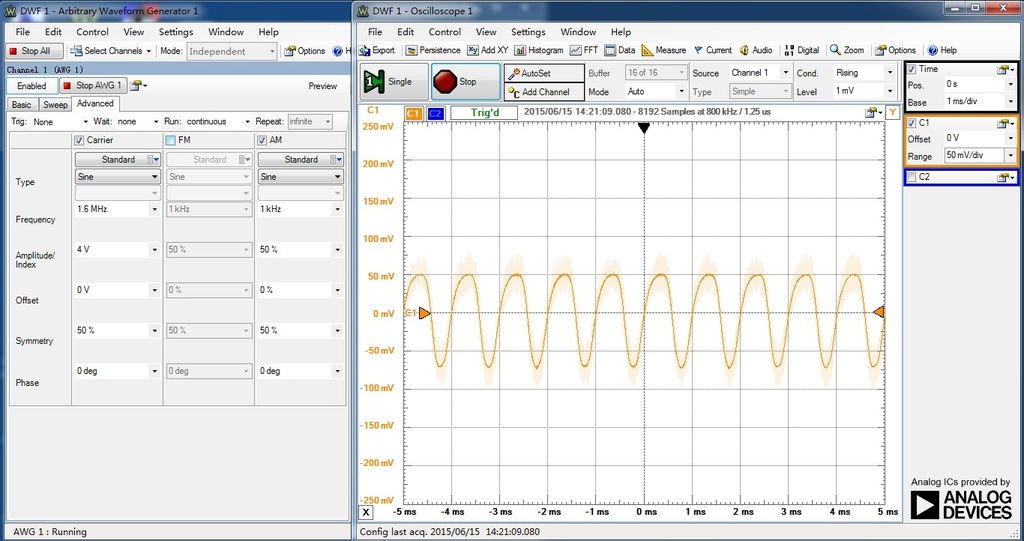 DWF 1 - Arbitrary Waveform Generator 1
File Edit Control View Settings Window Help
Stop All Select Channels Mode: Independent Options H
Channel 1 (AWG 1)
Enabled Stop AWG 1 Preview
Basic Sweep Advanced
Trig: None Wait: none Run: continuous Repeat: infinite
Carrier FM AM
Standard Standard Standard
Type Sine Sine Sine
Frequency 1.6 MHz 1 kHz 1 kHz
Amplitude/
Index 4 V 50 % 50 %
Offset 0 V 0 % 0 %
Symmetry 50 % 50 % 50 %
Phase 0 deg 0 deg 0 deg
AWG 1 : Running
DWF 1 - Oscilloscope 1
File Edit Control View Settings Window Help
Export Persistence Add XY Histogram FFT Data Measure Current Audio Digital Zoom Options Help
Single Stop AutoSet Buffer 16 of 16 Source Channel 1 Cond. Rising
Add Channel Mode Auto Type Simple Level 1 mV
C1 C1 C2 Trig'd 2015/06/15 14:21:09.080 - 8192 Samples at 800 kHz / 1.25 us Y
250 mV
200 mV
150 mV
100 mV
50 mV
C1
0 mV
-50 mV
-100 mV
-150 mV
-200 mV
-250 mV
X -5 ms -4 ms -3 ms -2 ms -1 ms 0 ms 1 ms 2 ms 3 ms 4 ms 5 ms
Time
Pos. 0 s
Base 1 ms/div
C1
Offset 0 V
Range 50 mV/div
C2
Analog ICs provided by
ANALOG
DEVICES
Config last acq. 2015/06/15 14:21:09.080